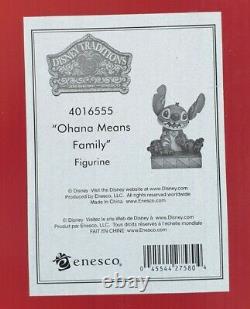 DISNEY TRADITIONS
4016555
"Ohana Means
Family"
Figurine
© Disney Visit the Disney website at www.Disney.com
Produced by Enesco, LLC. All rights reserved worldwide
Made in China www.enesco.com
© Disney Visitez le site Web de Disney à www.Disney.com
Produit par Enesco, LLC. Tous droits réservés à l'échelle mondiale
FAIT EN CHINE www.enesco.com
enesco
0 45544 27580 4